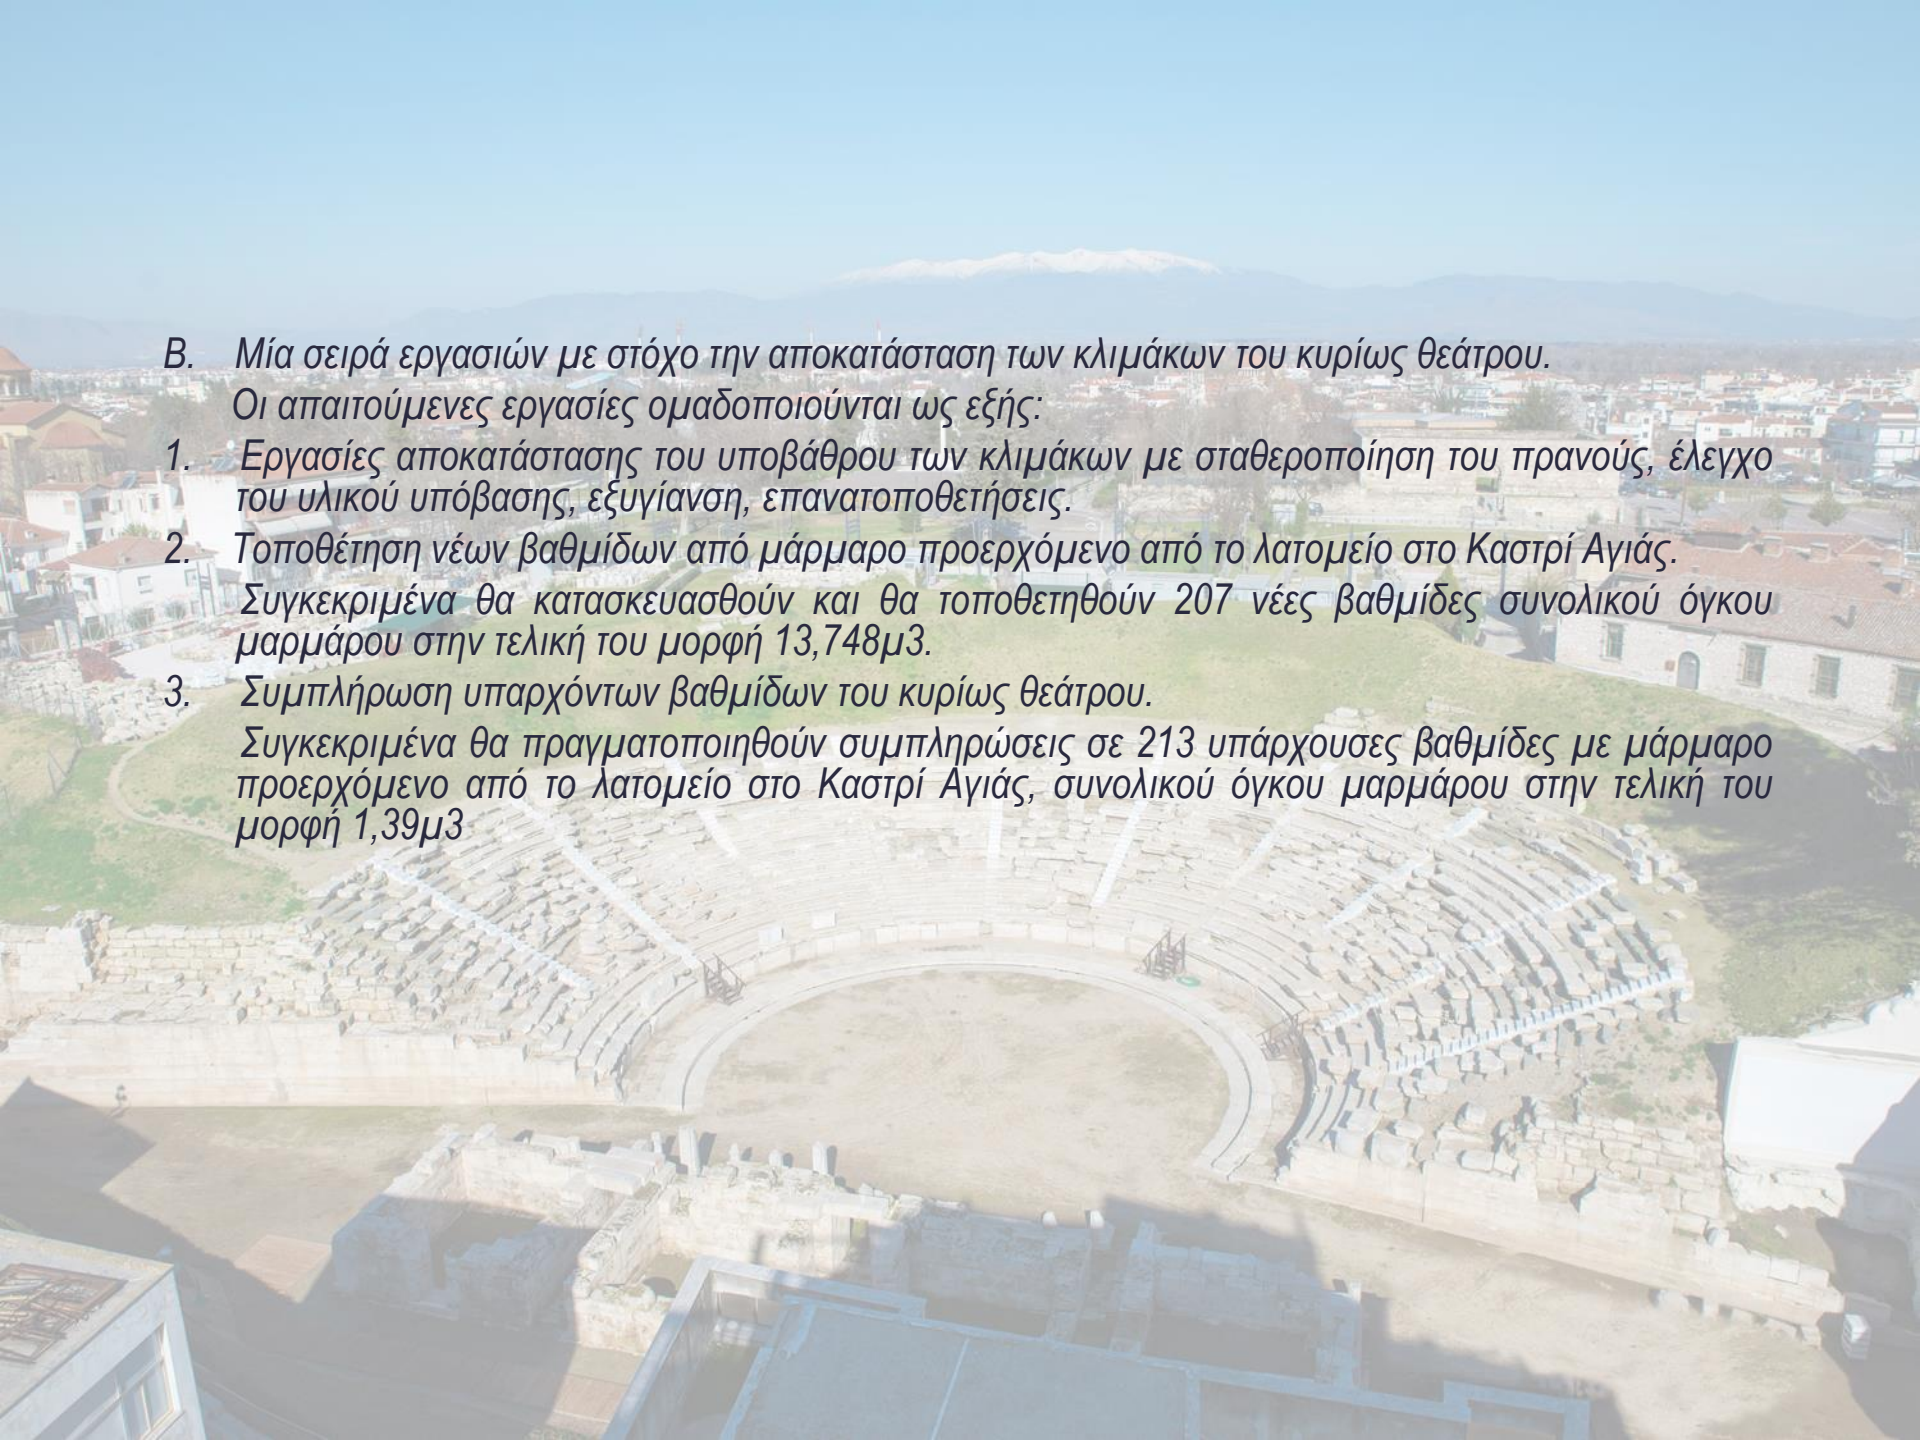 Β. Μία σειρά εργασιών με στόχο την αποκατάσταση των κλιμάκων του κυρίως θεάτρου.
Οι απαιτούμενες εργασίες ομαδοποιούνται ως εξής:
1. Εργασίες αποκατάστασης του υποβάθρου των κλιμάκων με σταθεροποίηση του πρανούς, έλεγχο
του υλικού υπόβασης, εξυγίανση, επανατοποθετήσεις.
2. Τοποθέτηση νέων βαθμίδων από μάρμαρο προερχόμενο από το λατομείο στο Καστρί Αγιάς.
Συγκεκριμένα θα κατασκευασθούν και θα τοποθετηθούν 207 νέες βαθμίδες συνολικού όγκου
μαρμάρου στην τελική του μορφή 13,748μ3.
3. Συμπλήρωση υπαρχόντων βαθμίδων του κυρίως θεάτρου.
Συγκεκριμένα θα πραγματοποιηθούν συμπληρώσεις σε 213 υπάρχουσες βαθμίδες με μάρμαρο
προερχόμενο από το λατομείο στο Καστρί Αγιάς, συνολικού όγκου μαρμάρου στην τελική του
μορφή 1,39μ3